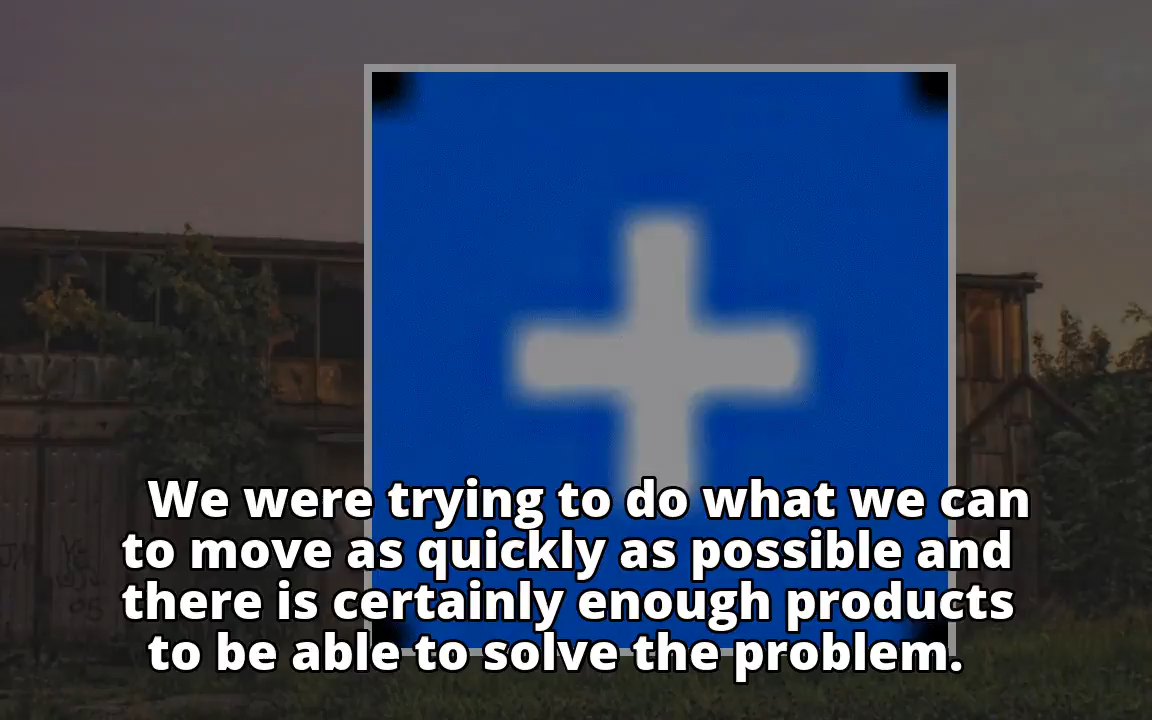 We were trying to do what we can
to move as quickly as possible and
there is certainly enough products
to be able to solve the problem.